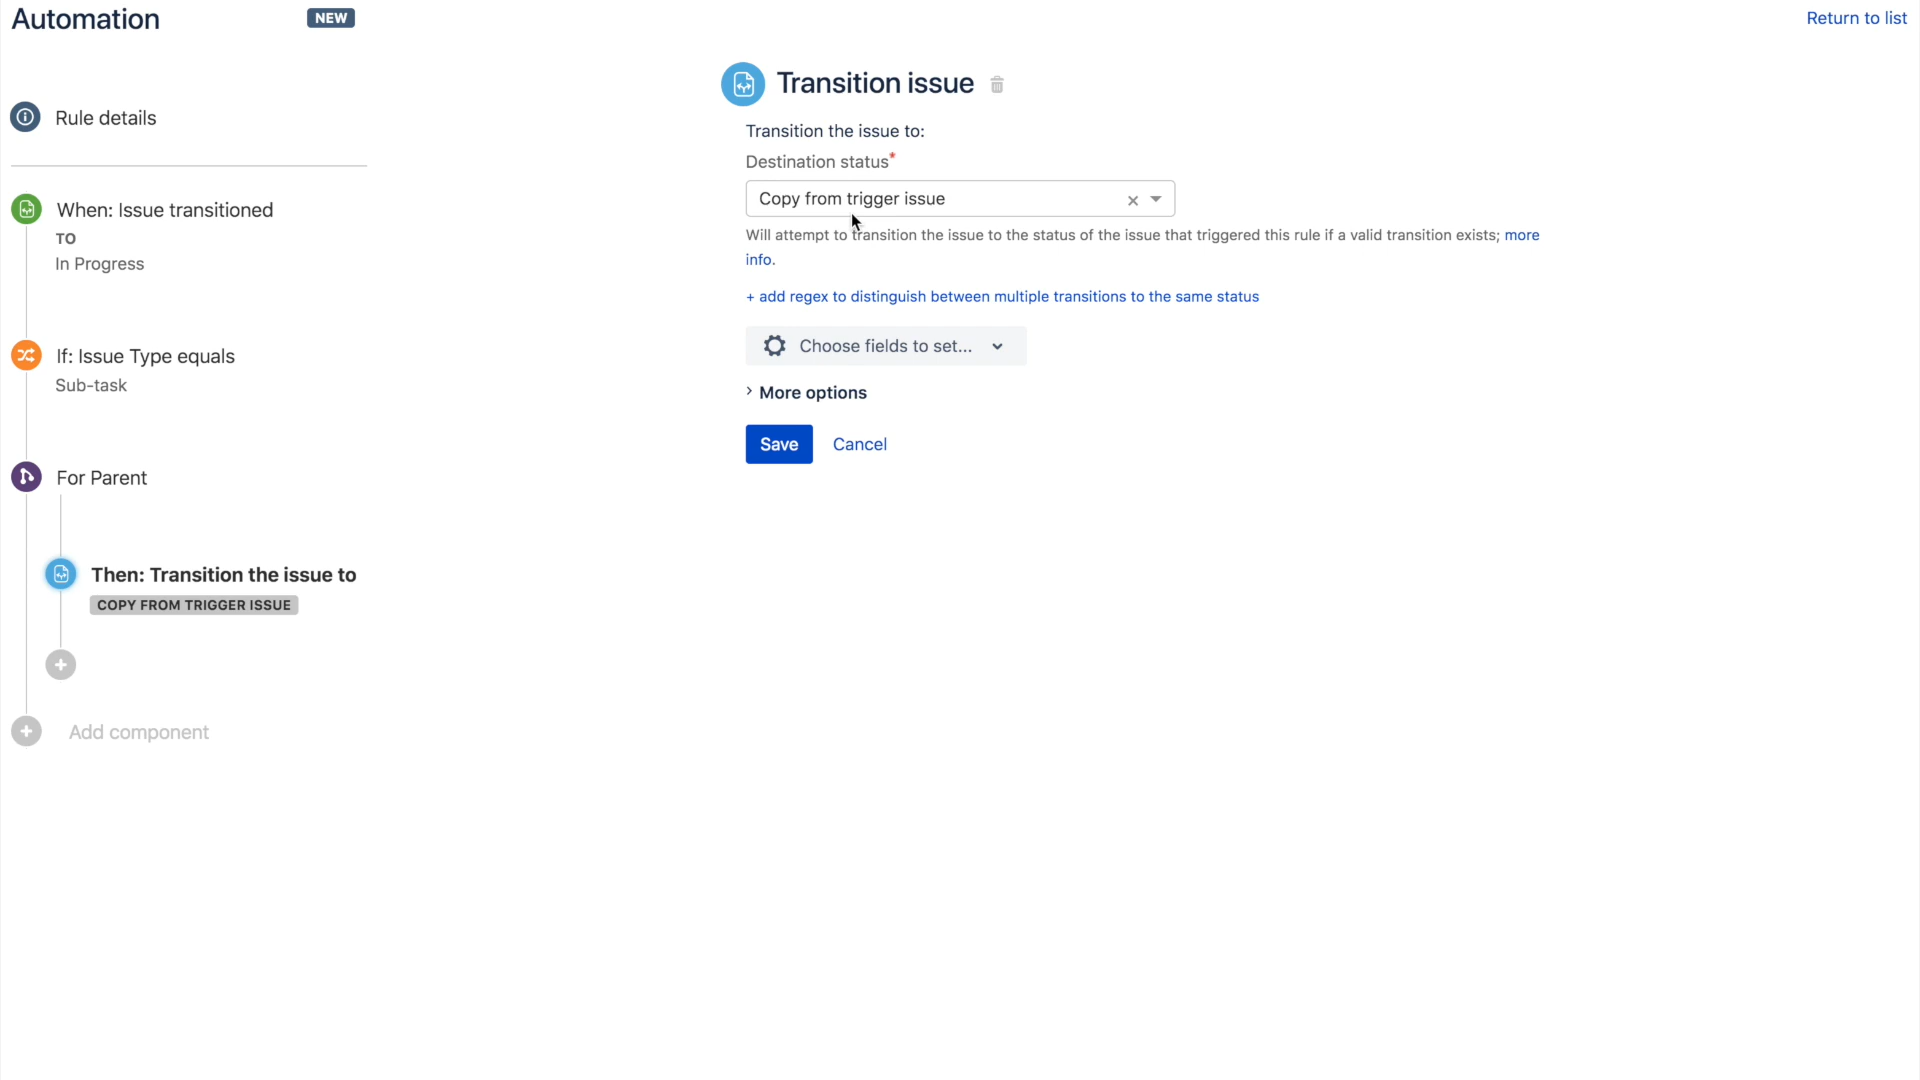 Automation
NEW
Return to list
Rule details
When: Issue transitioned
TO
In Progress
If: Issue Type equals
Sub-task
For Parent
Then: Transition the issue to
COPY FROM TRIGGER ISSUE
Add component
Transition issue
Transition the issue to:
Destination status*
Copy from trigger issue
Will attempt to transition the issue to the status of the issue that triggered this rule if a valid transition exists; more
info.
+ add regex to distinguish between multiple transitions to the same status
Choose fields to set...
More options
Save Cancel